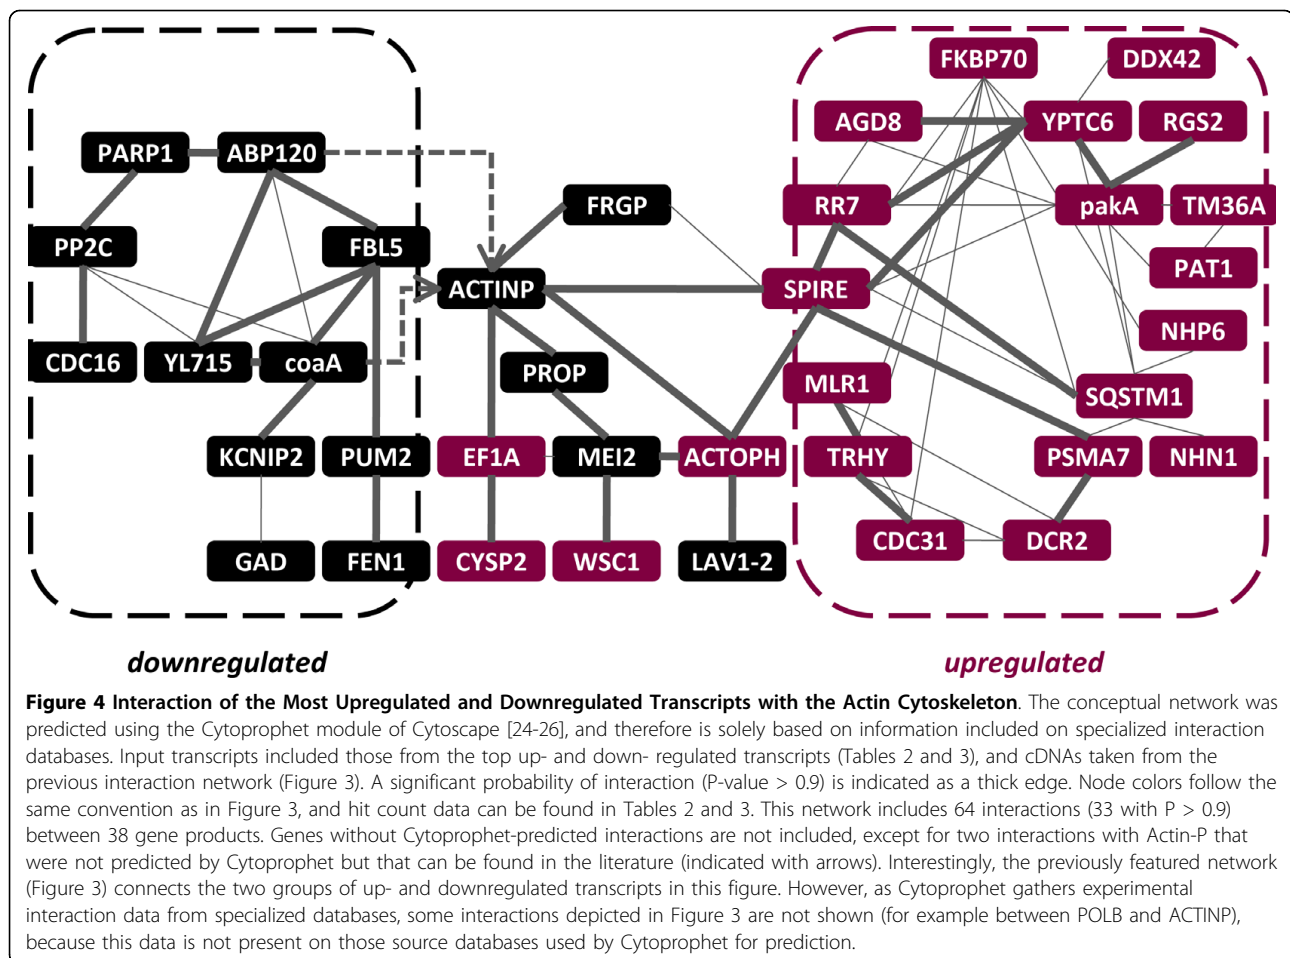 FKBP70
DDX42
AGD8
YPTC6
RGS2
PARP1
ABP120
FRGP
RR7
pakA
TM36A
PP2C
FBL5
PAT1
ACTINP
SPIRE
NHP6
CDC16
YL715
coaA
PROP
MLR1
SQSTM1
KCNIP2
PUM2
EF1A
MEI2
ACTOPH
TRHY
PSMA7
NHN1
CDC31
DCR2
GAD
FEN1
CYSP2
WSC1
LAV1-2
downregulated
upregulated
Figure 4 Interaction of the Most Upregulated and Downregulated Transcripts with the Actin Cytoskeleton. The conceptual network was
predicted using the Cytoprophet module of Cytoscape [24-26], and therefore is solely based on information included on specialized interaction
databases. Input transcripts included those from the top up- and down- regulated transcripts (Tables 2 and 3), and cDNAs taken from the
previous interaction network (Figure 3). A significant probability of interaction (P-value > 0.9) is indicated as a thick edge. Node colors follow the
same convention as in Figure 3, and hit count data can be found in Tables 2 and 3. This network includes 64 interactions (33 with P > 0.9)
between 38 gene products. Genes without Cytoprophet-predicted interactions are not included, except for two interactions with Actin-P that
were not predicted by Cytoprophet but that can be found in the literature (indicated with arrows). Interestingly, the previously featured network
(Figure 3) connects the two groups of up- and downregulated transcripts in this figure. However, as Cytoprophet gathers experimental
interaction data from specialized databases, some interactions depicted in Figure 3 are not shown (for example between POLB and ACTINP),
because this data is not present on those source databases used by Cytoprophet for prediction.